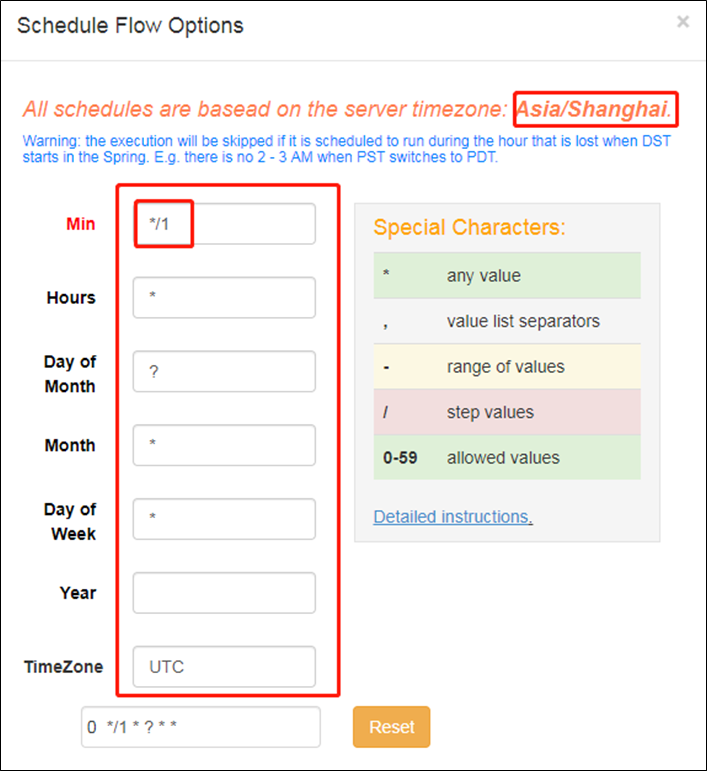 Schedule Flow Options ×
All schedules are basead on the server timezone: Asia/Shanghai.
Warning: the execution will be skipped if it is scheduled to run during the hour that is lost when DST
starts in the Spring. E.g. there is no 2 - 3 AM when PST switches to PDT.
Min */1
Hours *
Day of
Month ?
Month *
Day of
Week *
Year
TimeZone UTC
0 */1 * ? * *
Reset
Special Characters:
* any value
, value list separators
- range of values
/ step values
0-59 allowed values
Detailed instructions.